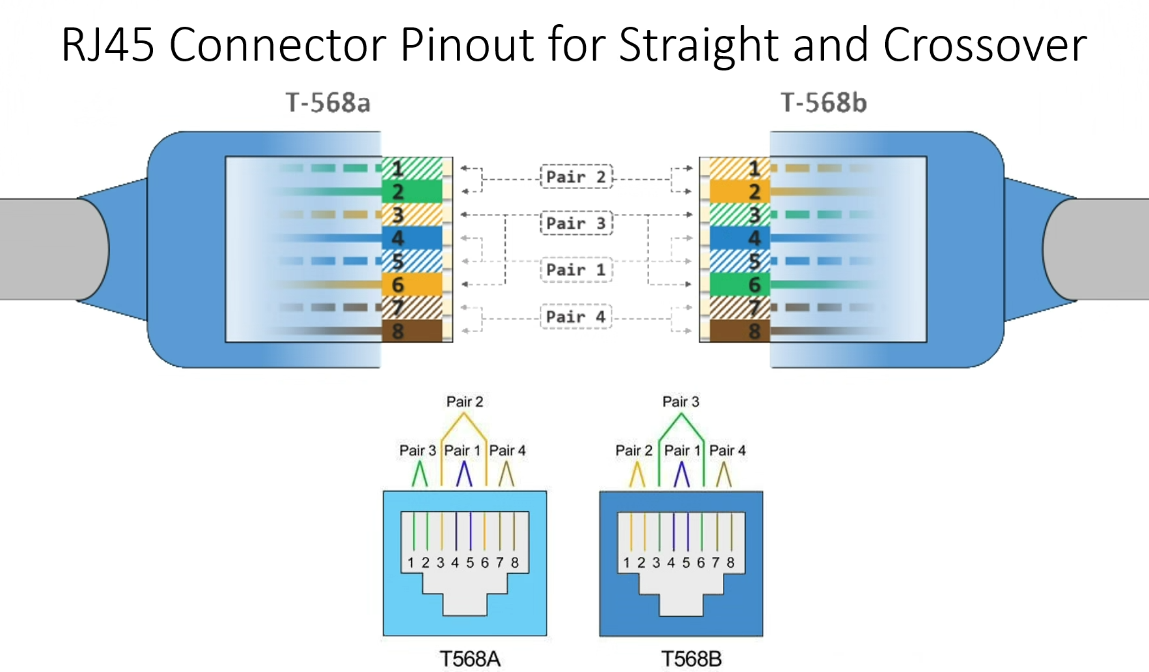 RJ45 Connector Pinout for Straight and Crossover
T-568a
T-568b
1
2
3
4
5
6
7
8
Pair 2
Pair 3
Pair 1
Pair 4
1
2
3
4
5
6
7
8
Pair 2
Pair 3 Pair 1 Pair 4
1 2 3 4 5 6 7 8
T568A
Pair 3
Pair 2 Pair 1 Pair 4
1 2 3 4 5 6 7 8
T568B